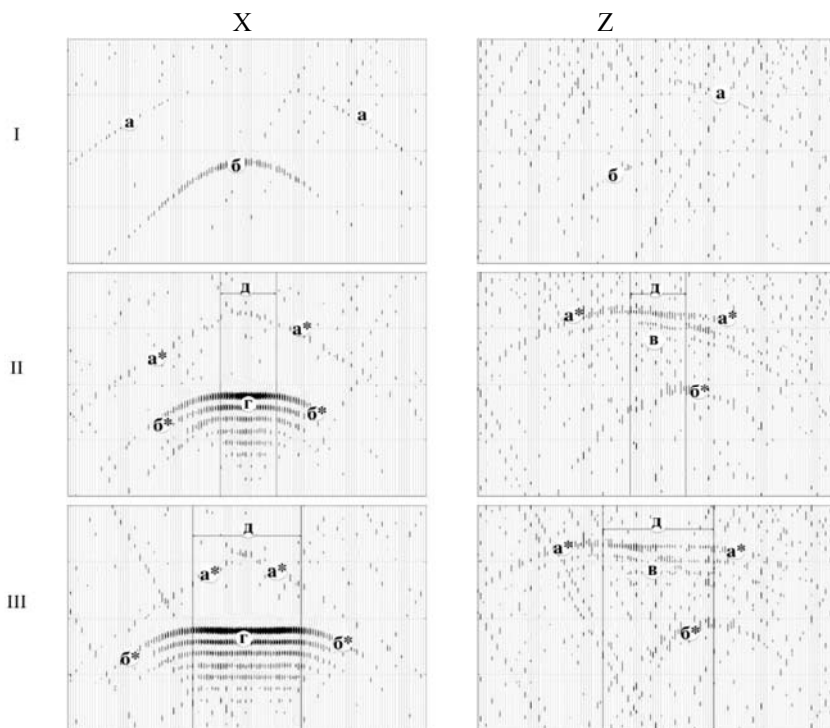 X Z
I
а а а
б б
II
д д
а* а* а* а*
в
г б* б* б*
III
д д
а* а* а* а*
в
г б* б* б*